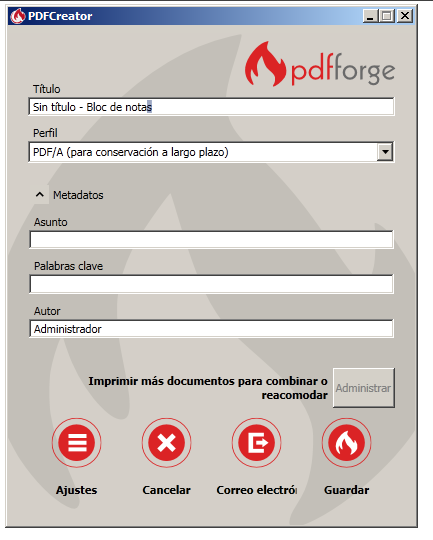 PDFCreator
pdfforge
Título
Sin título - Bloc de notas
Perfil
PDF/A (para conservación a largo plazo)
Metadatos
Asunto
Palabras clave
Autor
Administrador
Imprimir más documentos para combinar o
reacomodar
Administrar
Ajustes
Cancelar
Correo electró
Guardar